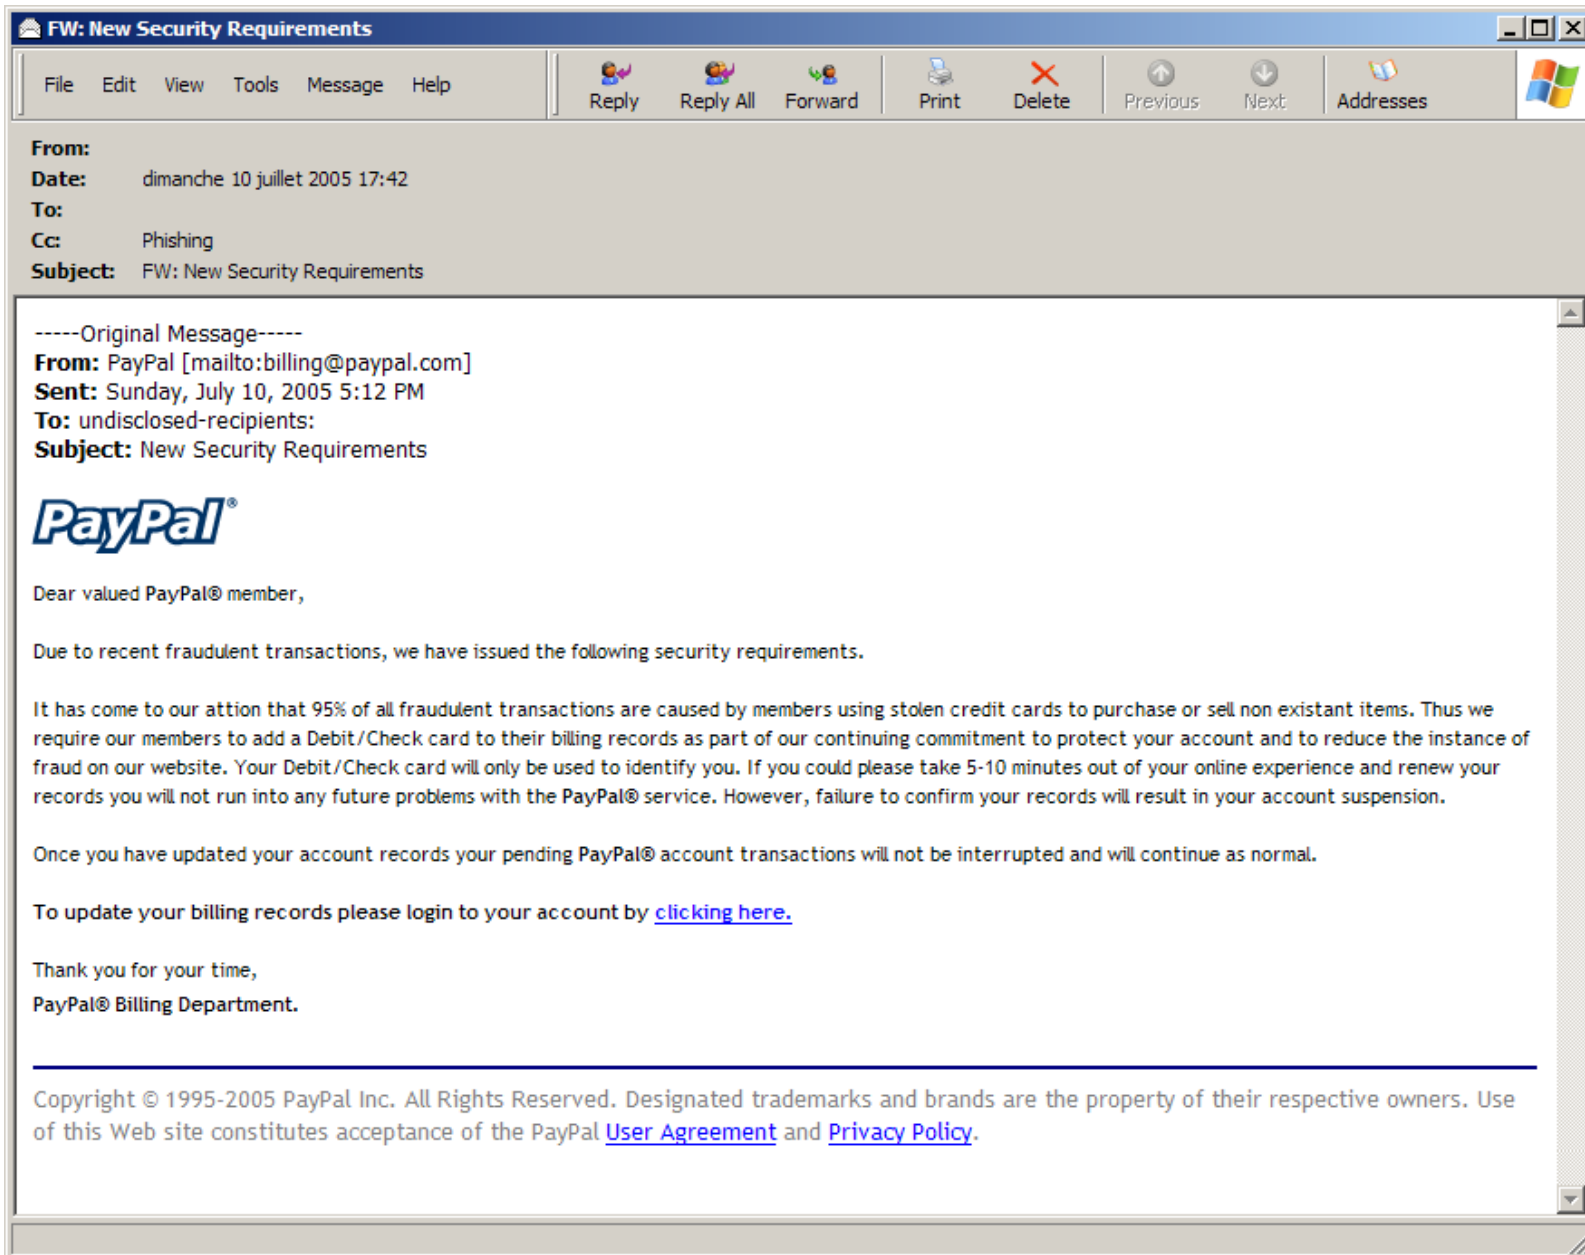 FW: New Security Requirements
File Edit View Tools Message Help Reply Reply All Forward Print Delete Previous Next Addresses
From:
Date: dimanche 10 juillet 2005 17:42
To:
Cc: Phishing
Subject: FW: New Security Requirements
-----Original Message-----
From: PayPal [mailto:billing@paypal.com]
Sent: Sunday, July 10, 2005 5:12 PM
To: undisclosed-recipients:
Subject: New Security Requirements
PayPal®
Dear valued PayPal® member,
Due to recent fraudulent transactions, we have issued the following security requirements.
It has come to our attion that 95% of all fraudulent transactions are caused by members using stolen credit cards to purchase or sell non existant items. Thus we
require our members to add a Debit/Check card to their billing records as part of our continuing commitment to protect your account and to reduce the instance of
fraud on our website. Your Debit/Check card will only be used to identify you. If you could please take 5-10 minutes out of your online experience and renew your
records you will not run into any future problems with the PayPal® service. However, failure to confirm your records will result in your account suspension.
Once you have updated your account records your pending PayPal® account transactions will not be interrupted and will continue as normal.
To update your billing records please login to your account by clicking here.
Thank you for your time,
PayPal® Billing Department.
Copyright © 1995-2005 PayPal Inc. All Rights Reserved. Designated trademarks and brands are the property of their respective owners. Use
of this Web site constitutes acceptance of the PayPal User Agreement and Privacy Policy.